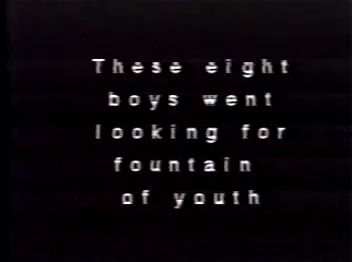 These eight
boys went
looking for
fountain
of youth